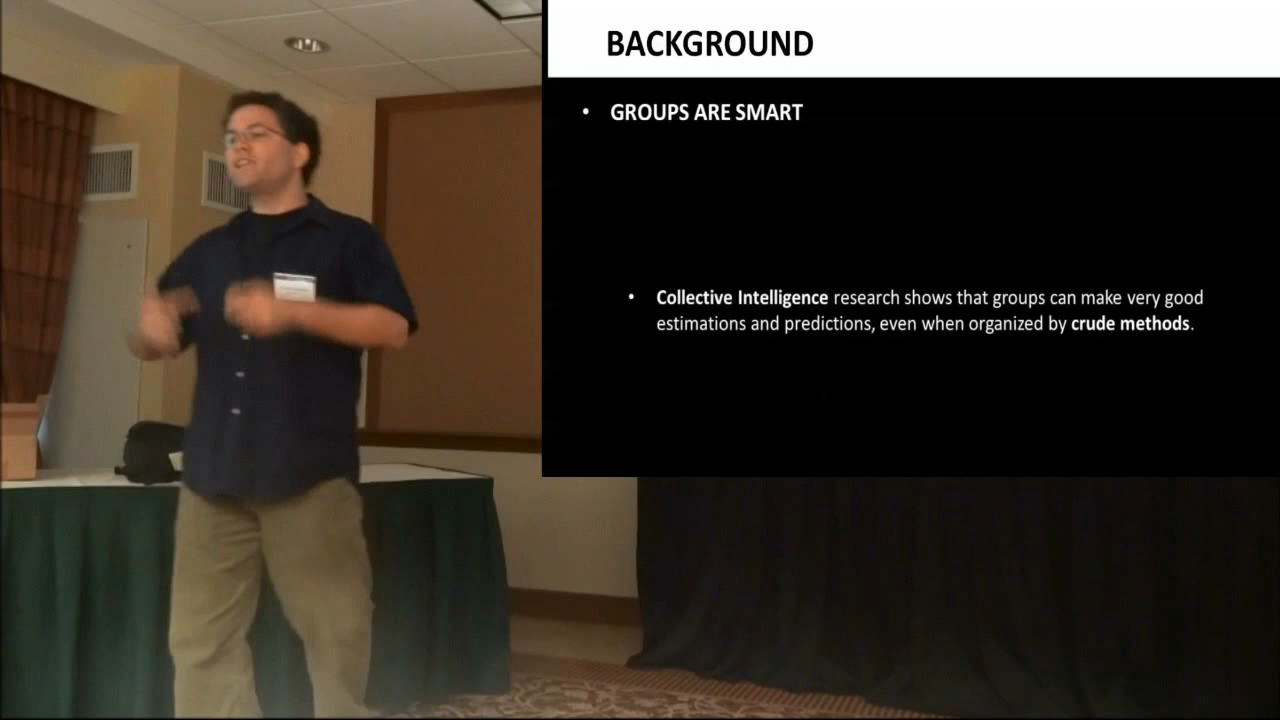 BACKGROUND
• GROUPS ARE SMART
• Collective Intelligence research shows that groups can make very good
estimations and predictions, even when organized by crude methods.